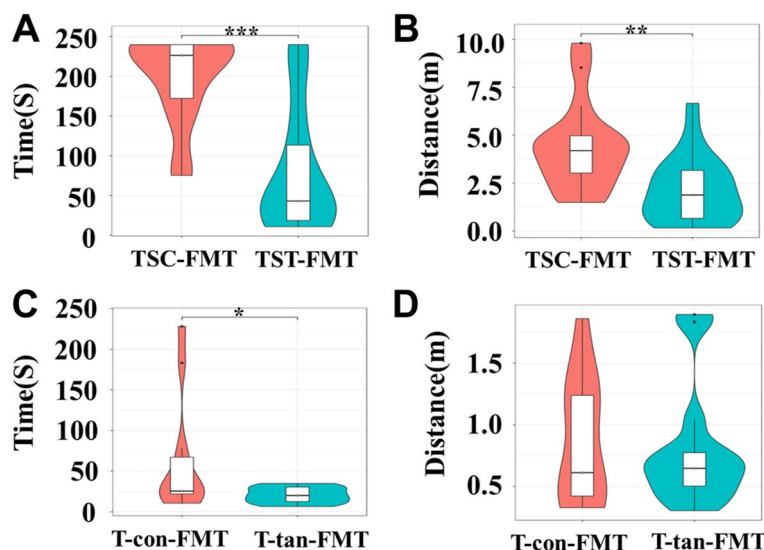 A
Time(S)
250
200
150
100
50
0
***
TSC-FMT TST-FMT
B
Distance(m)
10.0
7.5
5.0
2.5
0.0
**
TSC-FMT TST-FMT
C
Time(S)
250
200
150
100
50
0
*
T-con-FMT T-tan-FMT
D
Distance(m)
1.5
1.0
0.5
T-con-FMT T-tan-FMT